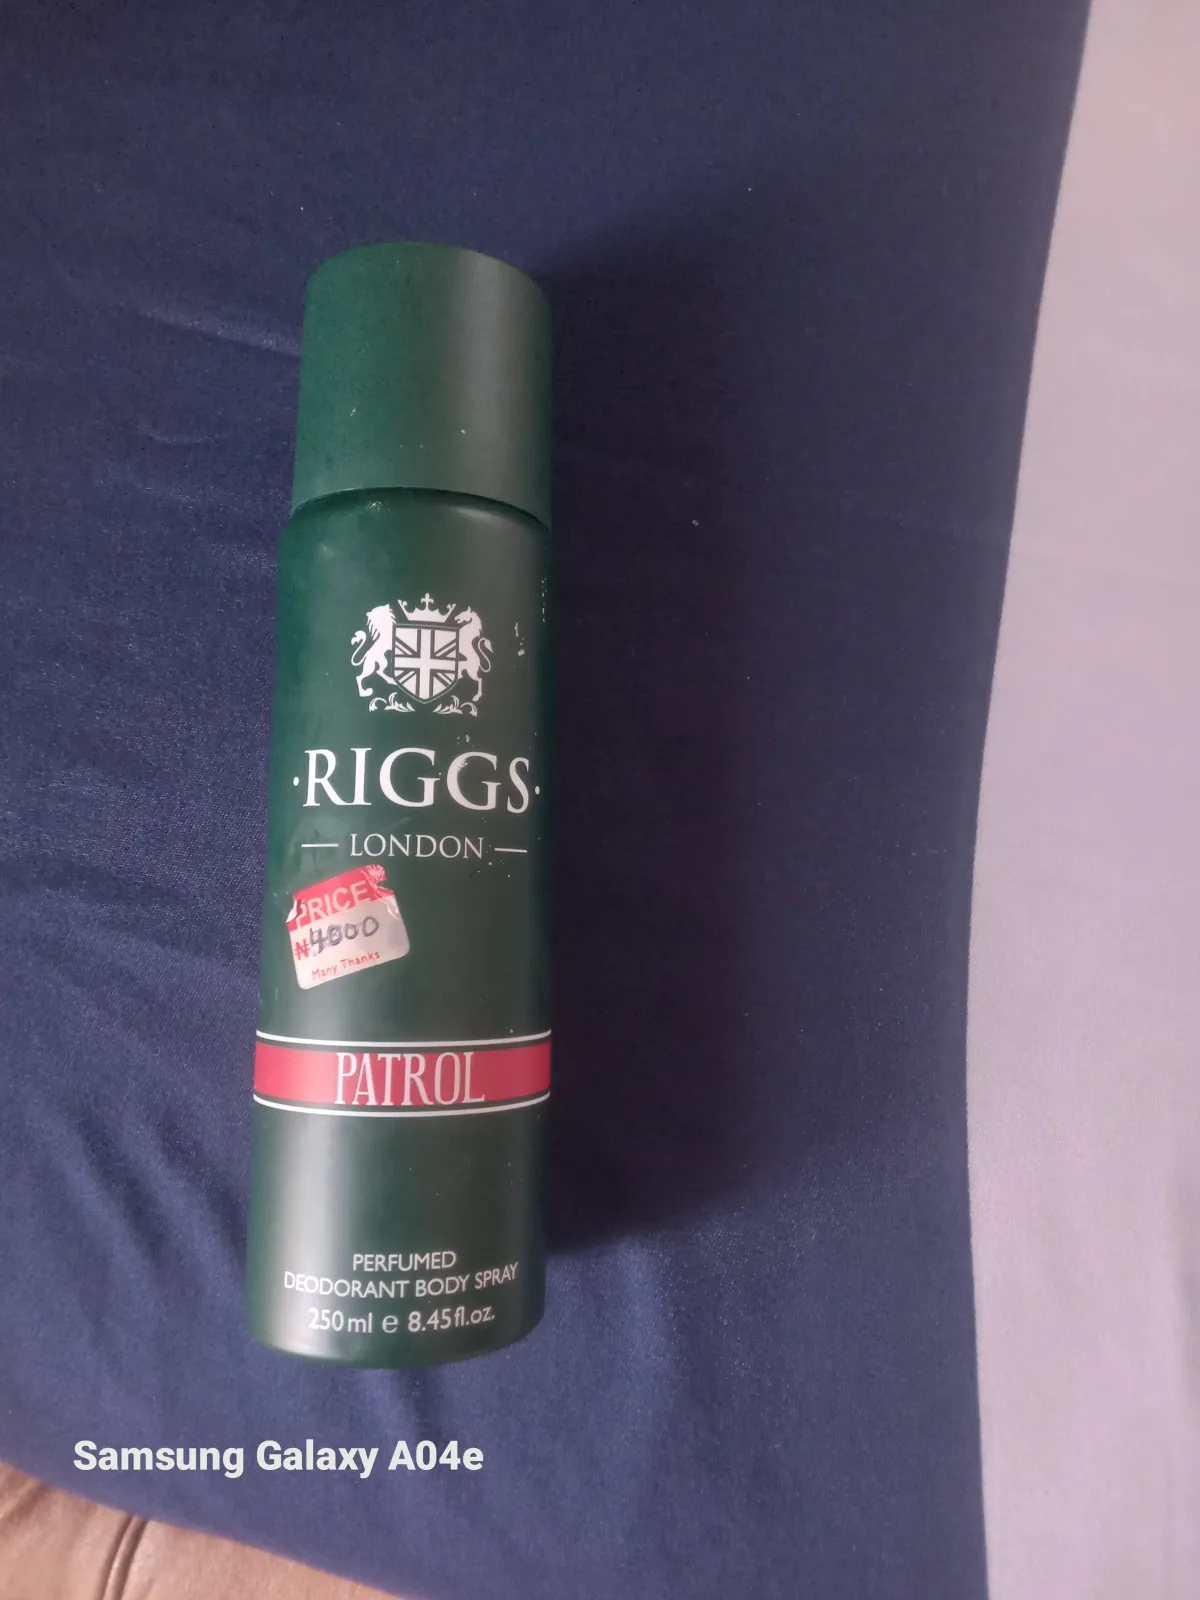 ·RIGGS·
— LONDON —
PRICE
₦4000
Many Thanks
PATROL
PERFUMED
DEODORANT BODY SPRAY
250ml e 8.45fl.oz.
Samsung Galaxy A04e